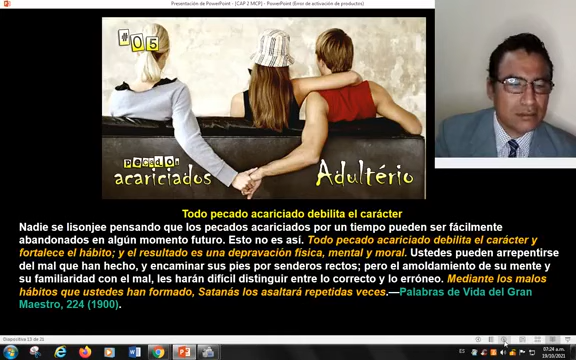 Presentación de PowerPoint - [CAP 2 MCP] - PowerPoint (Error de activación de productos)
#05
Pecados
acariciados
Adultério
Todo pecado acariciado debilita el carácter
Nadie se lisonjee pensando que los pecados acariciados por un tiempo pueden ser fácilmente
abandonados en algún momento futuro. Esto no es así. Todo pecado acariciado debilita el carácter y
fortalece el hábito; y el resultado es una depravación física, mental y moral. Ustedes pueden arrepentirse
del mal que han hecho, y encaminar sus pies por senderos rectos; pero el amoldamiento de su mente y
su familiaridad con el mal, les harán difícil distinguir entre lo correcto y lo erróneo. Mediante los malos
hábitos que ustedes han formado, Satanás los asaltará repetidas veces.—Palabras de Vida del Gran
Maestro, 224 (1900).
Diapositiva 13 de 21
ES
07:24 a.m.
19/10/2021